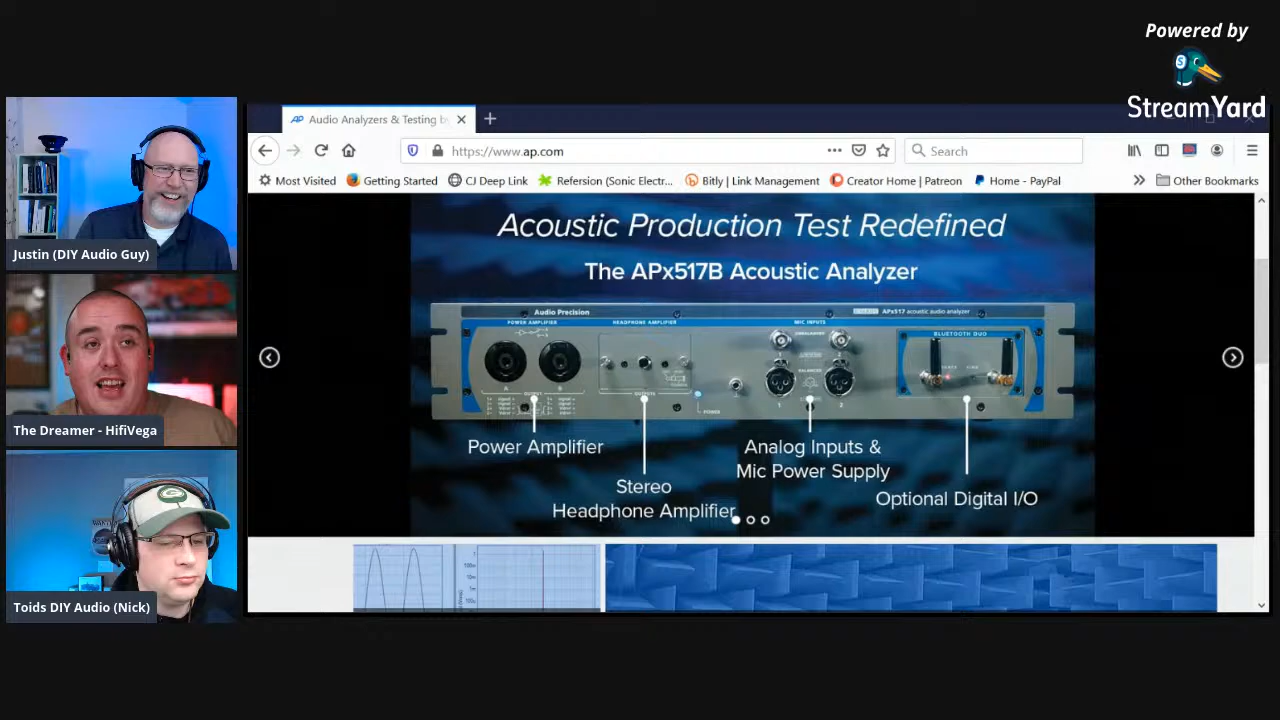 Powered by
StreamYard
Justin (DIY Audio Guy)
The Dreamer - HifiVega
Toids DIY Audio (Nick)
Audio Analyzers & Testing by
https://www.ap.com
Search
Most Visited
Getting Started
CJ Deep Link
Refersion (Sonic Electr...
Bitly | Link Management
Creator Home | Patreon
Home - PayPal
Other Bookmarks
Acoustic Production Test Redefined
The APx517B Acoustic Analyzer
Audio Precision
APx517 acoustic audio analyzer
POWER AMPLIFIER
HEADPHONE AMPLIFIER
MIC INPUTS
BLUETOOTH DUO
POWER
Power Amplifier
Stereo
Headphone Amplifier
Analog Inputs &
Mic Power Supply
Optional Digital I/O